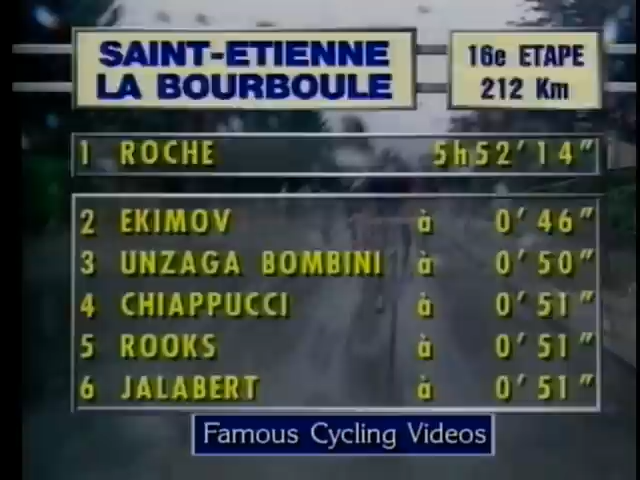 SAINT-ETIENNE
LA BOURBOULE
16e ETAPE
212 Km
1 ROCHE 5h52'14"
2 EKIMOV à 0'46"
3 UNZAGA BOMBINI à 0'50"
4 CHIAPPUCCI à 0'51"
5 ROOKS à 0'51"
6 JALABERT à 0'51"
Famous Cycling Videos